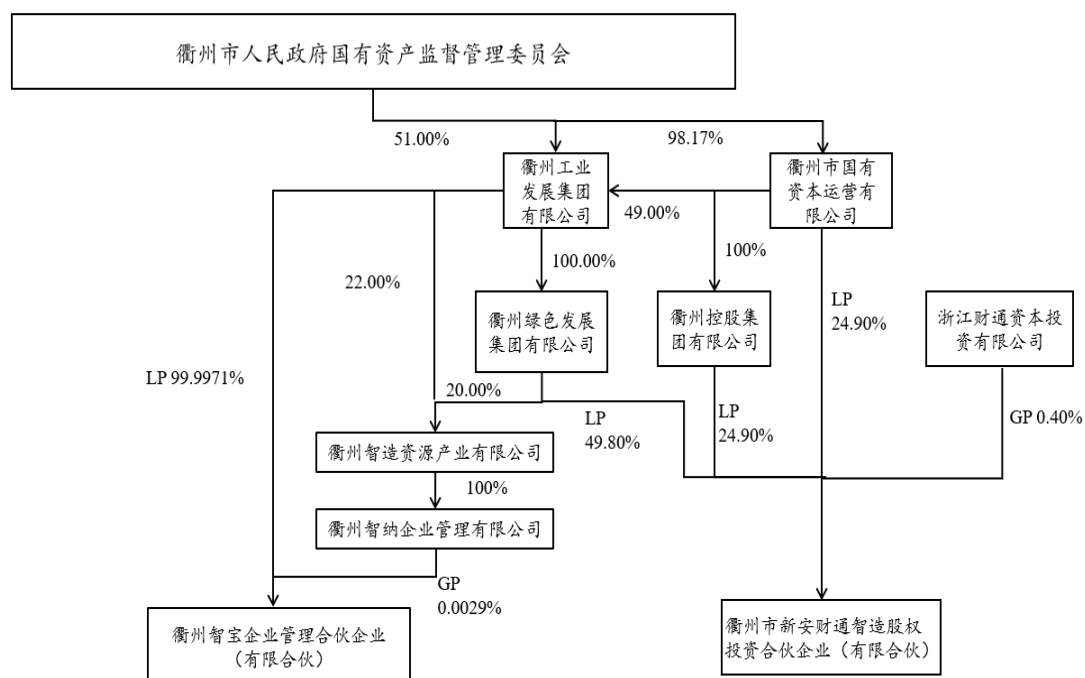 衢州市人民政府国有资产监督管理委员会
51.00%
98.17%
衢州工业
发展集团
有限公司
衢州市国有
资本运营有
限公司
49.00%
100.00%
100%
22.00%
LP
24.90%
衢州绿色发展
集团有限公司
衢州控股集
团有限公司
浙江财通资本投
资有限公司
LP 99.9971%
20.00%
LP
49.80%
LP
24.90%
GP 0.40%
衢州智造资源产业有限公司
100%
衢州智纳企业管理有限公司
GP
0.0029%
衢州智宝企业管理合伙企业
（有限合伙）
衢州市新安财通智造股权
投资合伙企业（有限合伙）